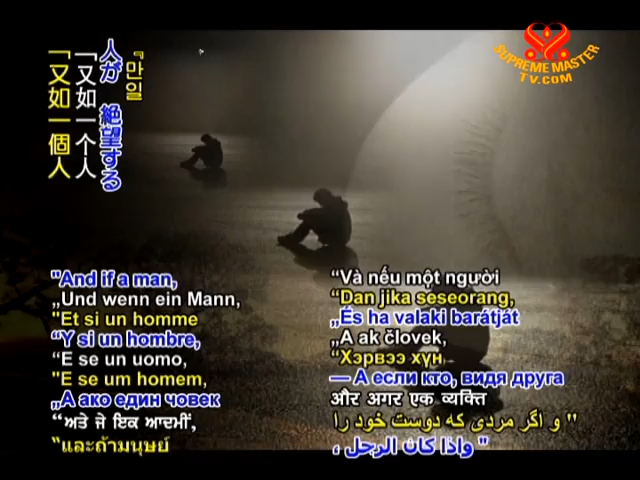 SUPREME MASTER
TV.COM
『만일
人が 絶望する
「又如一个人
「又如一個人
"And if a man,
„Und wenn ein Mann,
"Et si un homme
“Y si un hombre,
“E se un uomo,
"E se um homem,
„А ако един човек
“ਅਤੇ ਜੇ ਇਕ ਆਦਮੀਂ,
“และถ้ามนุษย์
“Và nếu một người
“Dan jika seseorang,
„És ha valaki barátját
„A ak človek,
“Хэрвээ хүн
— А если кто, видя друга
और अगर एक व्यक्ति
" و اگر مردی که دوست خود را
" وإذا كان الرجل ،